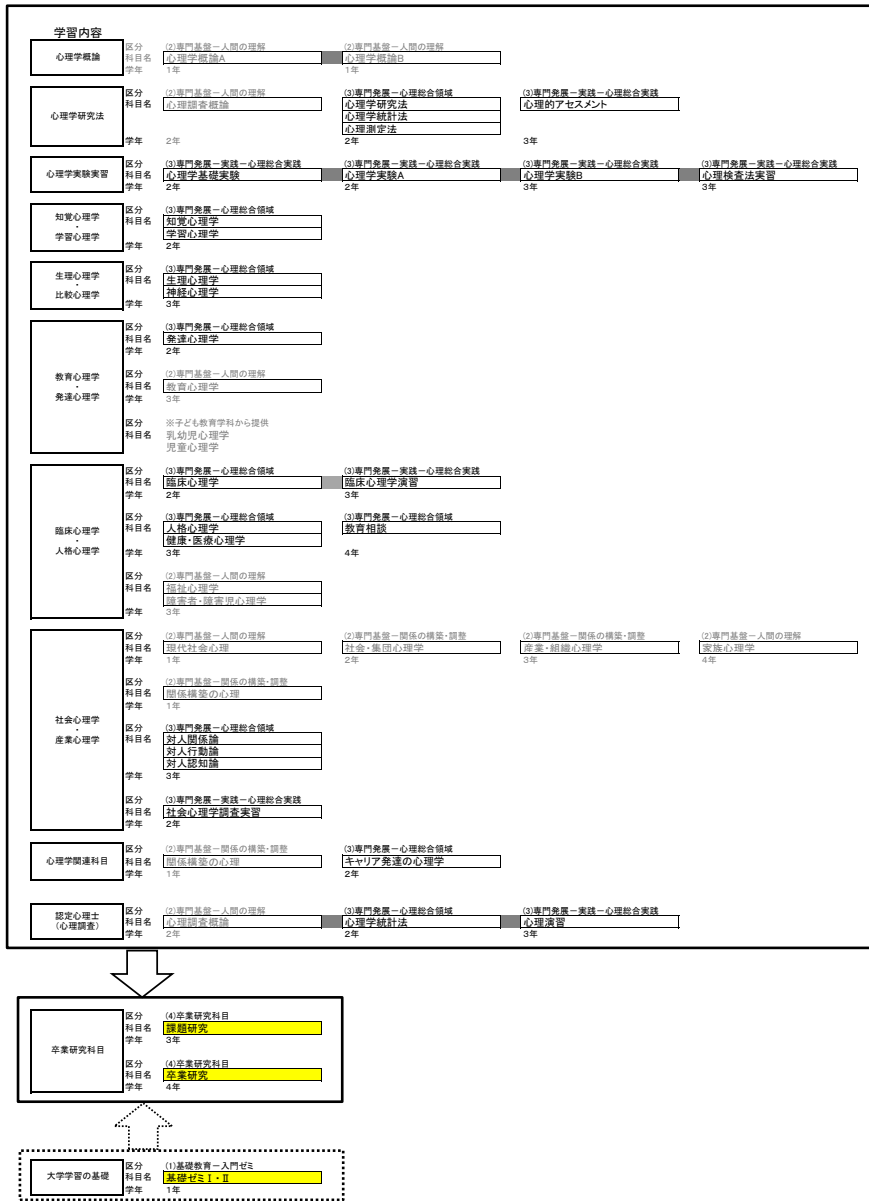 学習内容
心理学概論
区分 (2)専門基盤－人間の理解 (2)専門基盤－人間の理解
科目名 心理学概論A 心理学概論B
学年 1年 1年
心理学研究法
区分 (2)専門基盤－人間の理解 (3)専門発展－心理総合領域 (3)専門発展－実践－心理総合実践
科目名 心理調査概論 心理学研究法 心理的アセスメント
心理学統計法
心理測定法
学年 2年 2年 3年
心理学実験実習
区分 (3)専門発展－実践－心理総合実践 (3)専門発展－実践－心理総合実践 (3)専門発展－実践－心理総合実践 (3)専門発展－実践－心理総合実践
科目名 心理学基礎実験 心理学実験A 心理学実験B 心理検査法実習
学年 2年 2年 3年 3年
知覚心理学
・
学習心理学
区分 (3)専門発展－心理総合領域
科目名 知覚心理学
学習心理学
学年 2年
生理心理学
・
比較心理学
区分 (3)専門発展－心理総合領域
科目名 生理心理学
神経心理学
学年 3年
教育心理学
・
発達心理学
区分 (3)専門発展－心理総合領域
科目名 発達心理学
学年 2年
区分 (2)専門基盤－人間の理解
科目名 教育心理学
学年 3年
区分 ※子ども教育学科から提供
科目名 乳幼児心理学
児童心理学
臨床心理学
・
人格心理学
区分 (3)専門発展－心理総合領域 (3)専門発展－実践－心理総合実践
科目名 臨床心理学 臨床心理学演習
学年 2年 3年
区分 (3)専門発展－心理総合領域 (3)専門発展－心理総合領域
科目名 人格心理学 教育相談
健康・医療心理学
学年 3年 4年
区分 (2)専門基盤－人間の理解
科目名 福祉心理学
障害者・障害児心理学
学年 3年
社会心理学
・
産業心理学
区分 (2)専門基盤－人間の理解 (2)専門基盤－関係の構築・調整 (2)専門基盤－関係の構築・調整 (2)専門基盤－人間の理解
科目名 現代社会心理 社会・集団心理学 産業・組織心理学 家族心理学
学年 1年 2年 3年 4年
区分 (2)専門基盤－関係の構築・調整
科目名 関係構築の心理
学年 1年
区分 (3)専門発展－心理総合領域
科目名 対人関係論
対人行動論
対人認知論
学年 3年
区分 (3)専門発展－実践－心理総合実践
科目名 社会心理学調査実習
学年 2年
心理学関連科目
区分 (2)専門基盤－関係の構築・調整 (3)専門発展－心理総合領域
科目名 関係構築の心理 キャリア発達の心理学
学年 1年 2年
認定心理士
(心理調査)
区分 (2)専門基盤－人間の理解 (3)専門発展－心理総合領域 (3)専門発展－実践－心理総合実践
科目名 心理調査概論 心理学統計法 心理演習
学年 2年 2年 3年
卒業研究科目
区分 (4)卒業研究科目
科目名 課題研究
学年 3年
区分 (4)卒業研究科目
科目名 卒業研究
学年 4年
大学学習の基礎
区分 (1)基礎教育－入門ゼミ
科目名 基礎ゼミⅠ・Ⅱ
学年 1年